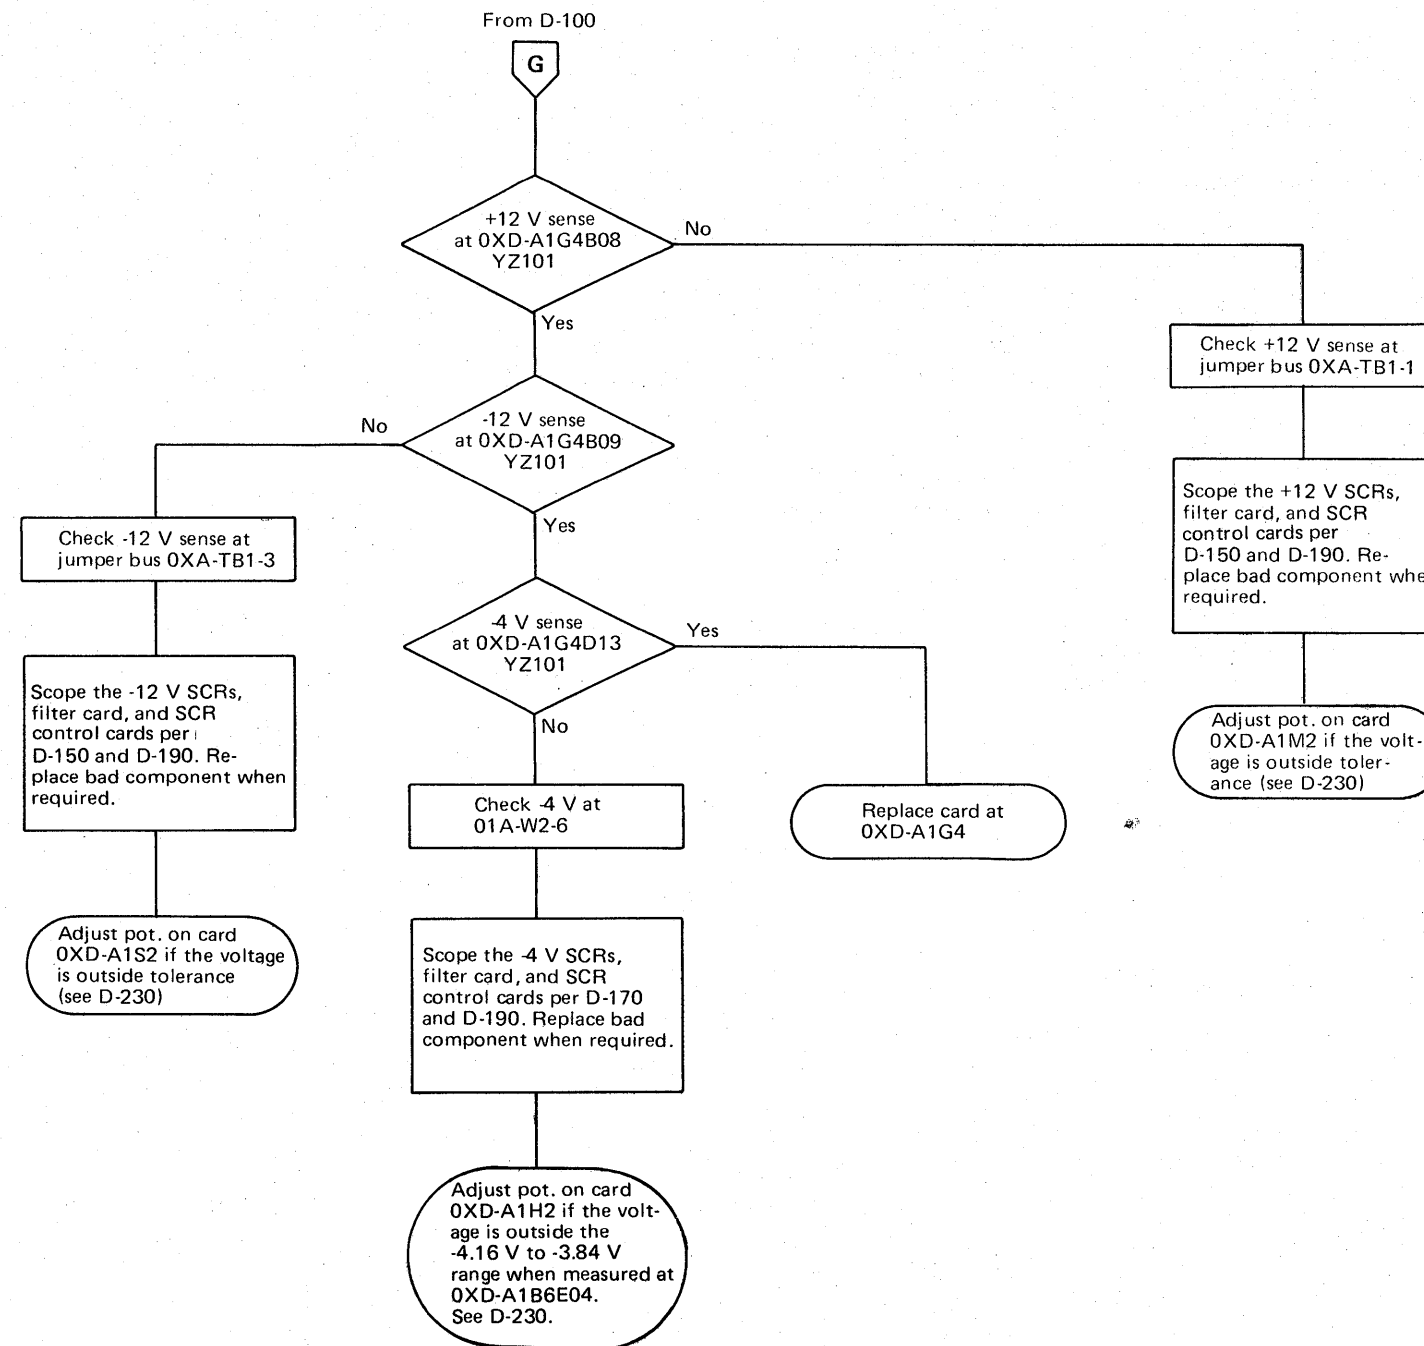 From D-100
G
+12 V sense
at 0XD-A1G4B08
YZ101
No
Yes
Check +12 V sense at
jumper bus 0XA-TB1-1
-12 V sense
at 0XD-A1G4B09
YZ101
No
Yes
Scope the +12 V SCRs,
filter card, and SCR
control cards per
D-150 and D-190. Re-
place bad component whe
required.
Check -12 V sense at
jumper bus 0XA-TB1-3
-4 V sense
at 0XD-A1G4D13
YZ101
Yes
No
Scope the -12 V SCRs,
filter card, and SCR
control cards per
D-150 and D-190. Re-
place bad component when
required.
Adjust pot. on card
0XD-A1M2 if the volt-
age is outside toler-
ance (see D-230)
Check -4 V at
01A-W2-6
Replace card at
0XD-A1G4
Adjust pot. on card
0XD-A1S2 if the voltage
is outside tolerance
(see D-230)
Scope the -4 V SCRs,
filter card, and SCR
control cards per D-170
and D-190. Replace bad
component when required.
Adjust pot. on card
0XD-A1H2 if the volt-
age is outside the
-4.16 V to -3.84 V
range when measured at
0XD-A1B6E04.
See D-230.